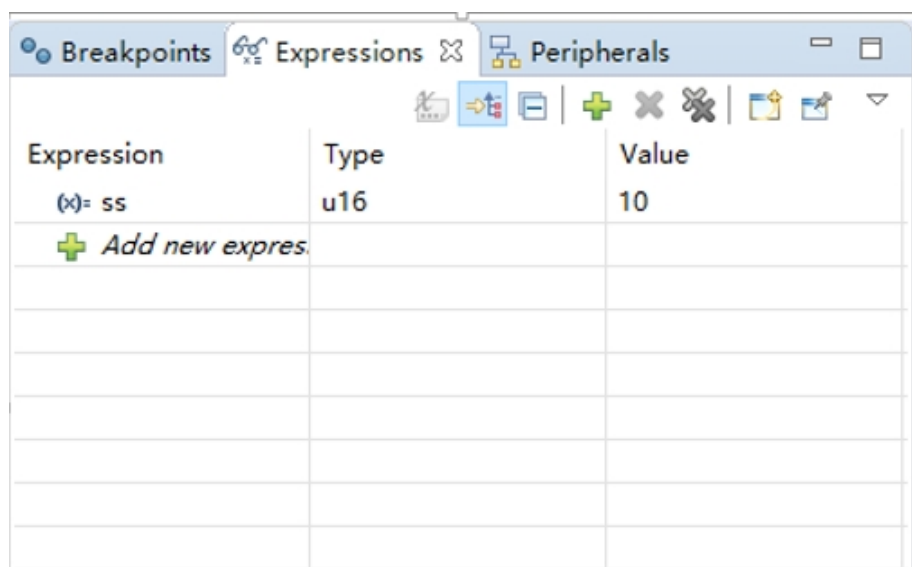 Breakpoints Expressions Peripherals
Expression Type Value
(x)= ss u16 10
Add new expres